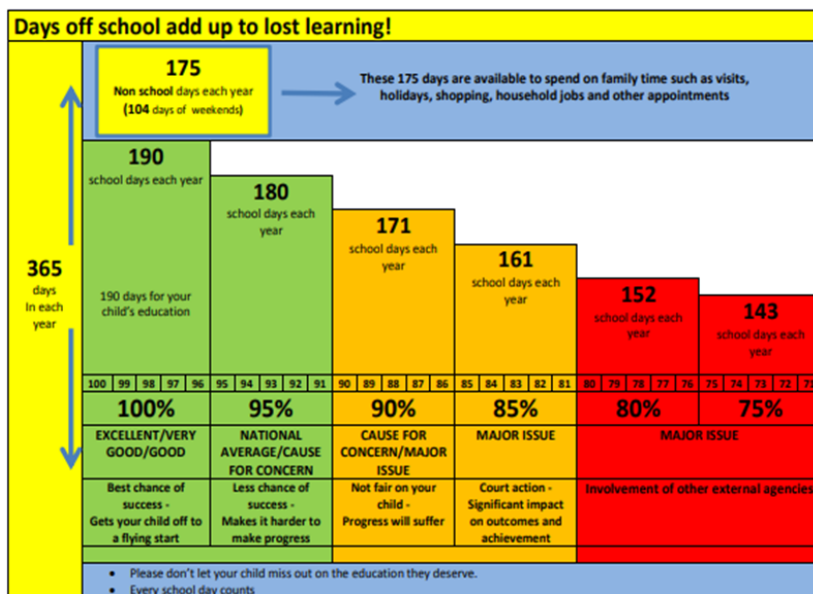 Days off school add up to lost learning!
175
Non school days each year
(104 days of weekends)
These 175 days are available to spend on family time such as visits,
holidays, shopping, household jobs and other appointments
365
days
In each
year
190
school days each year
190 days for your
child's education
180
school days each
year
171
school days each
year
161
school days each
year
152
school days each
year
143
school days each
year
100 99 98 97 96 95 94 93 92 91 90 89 88 87 86 85 84 83 82 81 80 79 78 77 76 75 74 73 72
100% 95% 90% 85% 80% 75%
EXCELLENT/VERY
GOOD/GOOD
NATIONAL
AVERAGE/CAUSE
FOR CONCERN
CAUSE FOR
CONCERN/MAJOR
ISSUE
MAJOR ISSUE
MAJOR ISSUE
Best chance of
success -
Gets your child off to
a flying start
Less chance of
success -
Makes it harder to
make progress
Not fair on your
child -
Progress will suffer
Court action -
Significant impact
on outcomes and
achievement
Involvement of other external agencies
• Please don't let your child miss out on the education they deserve.
• Every school day counts